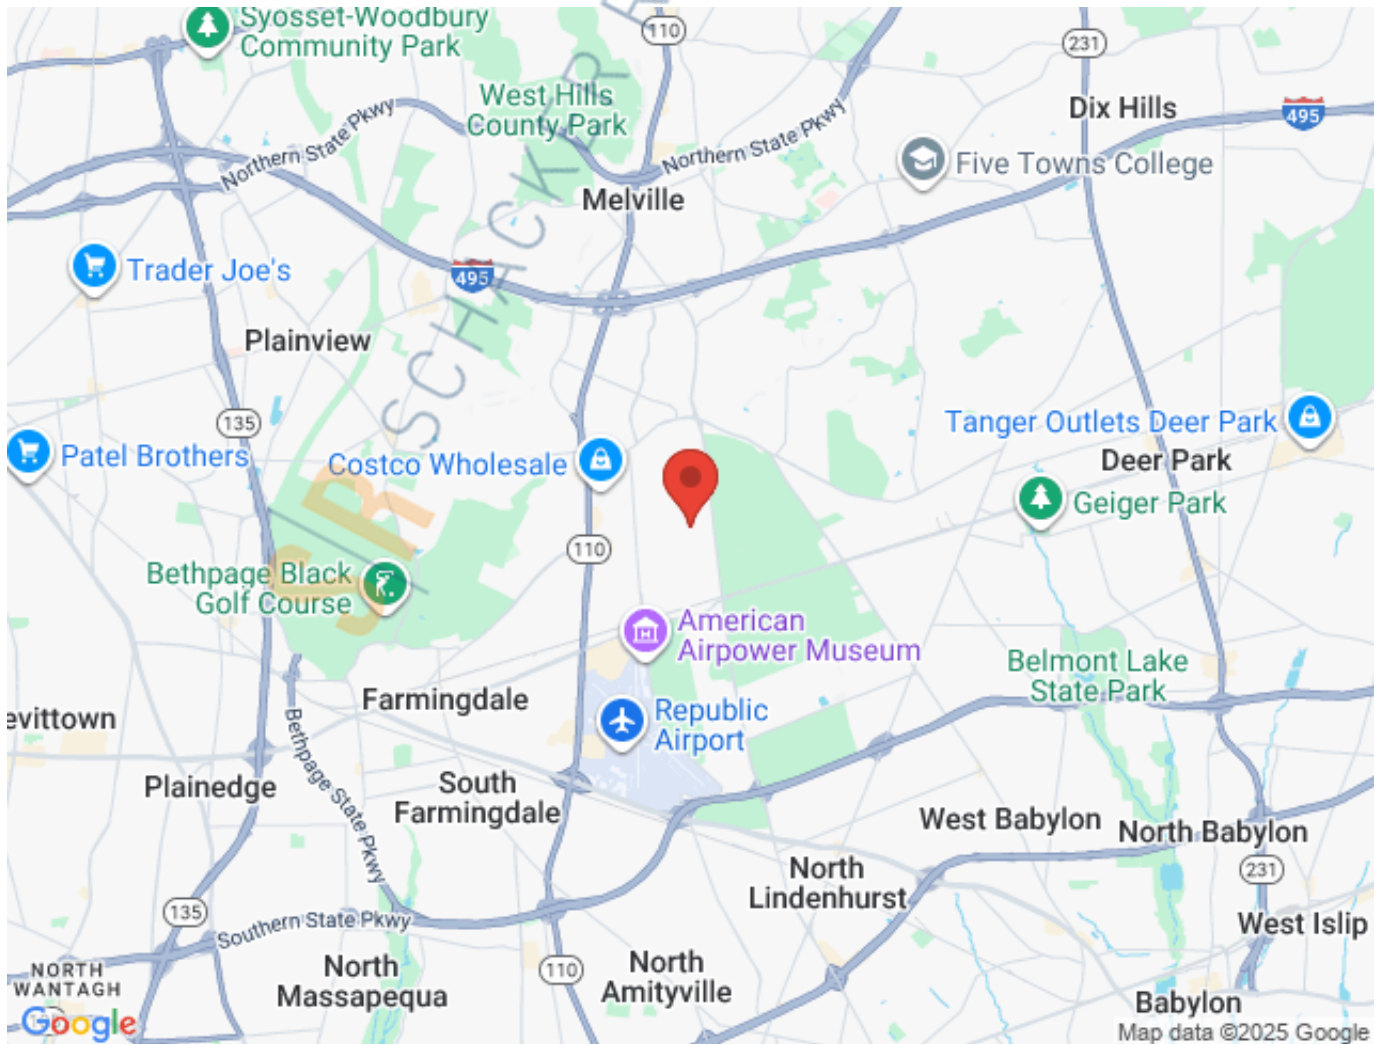 Syosset-Woodbury
Community Park
110
231
West Hills
County Park
Northern State Pkwy
Northern State Pkwy
Dix Hills
495
Five Towns College
Melville
Trader Joe's
495
Plainview
SCHACKER R
SR
135
Patel Brothers
Costco Wholesale
Tanger Outlets Deer Park
Deer Park
Geiger Park
110
Bethpage Black
Golf Course
American
Airpower Museum
Belmont Lake
State Park
Farmingdale
Republic
Airport
evittown
Bethpage State Pkwy
Plainedge
South
Farmingdale
West Babylon
North Babylon
North
Lindenhurst
231
135
Southern State Pkwy
West Islip
NORTH
WANTAGH
North
Massapequa
110
North
Amityville
Babylon
Google
Map data ©2025 Google